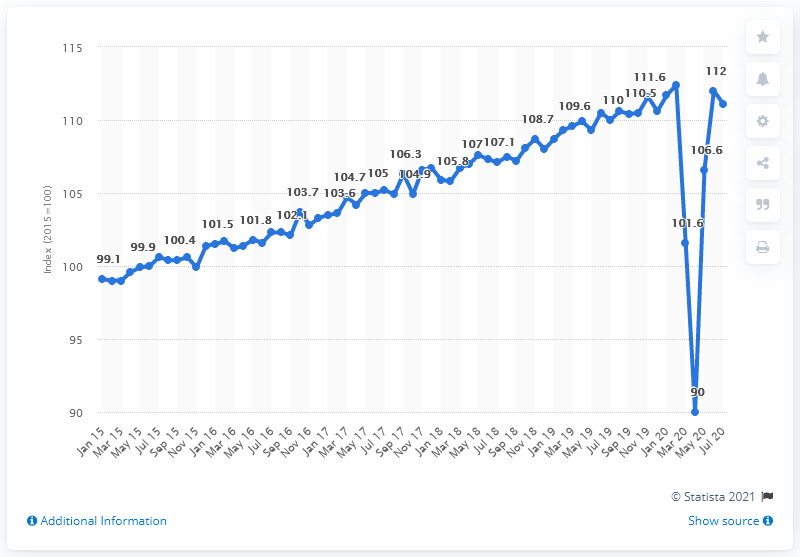 115
110
105
100
95
90
Index (2015=100)
99.1
99.9
100.4
101.5
101.8
102.1
103.7
103.6
104.7
105
106.3
104.9
105.8
107
107.1
108.7
109.6
110
110.5
111.6
101.6
90
106.6
112
Jan 15
Mar 15
May 15
Jul 15
Sep 15
Nov 15
Jan 16
Mar 16
May 16
Jul 16
Sep 16
Nov 16
Jan 17
Mar 17
May 17
Jul 17
Sep 17
Nov 17
Jan 18
Mar 18
May 18
Jul 18
Sep 18
Nov 18
Jan 19
Mar 19
May 19
Jul 19
Sep 19
Nov 19
Jan 20
Mar 20
May 20
Jul 20
© Statista 2021
Additional Information
Show source